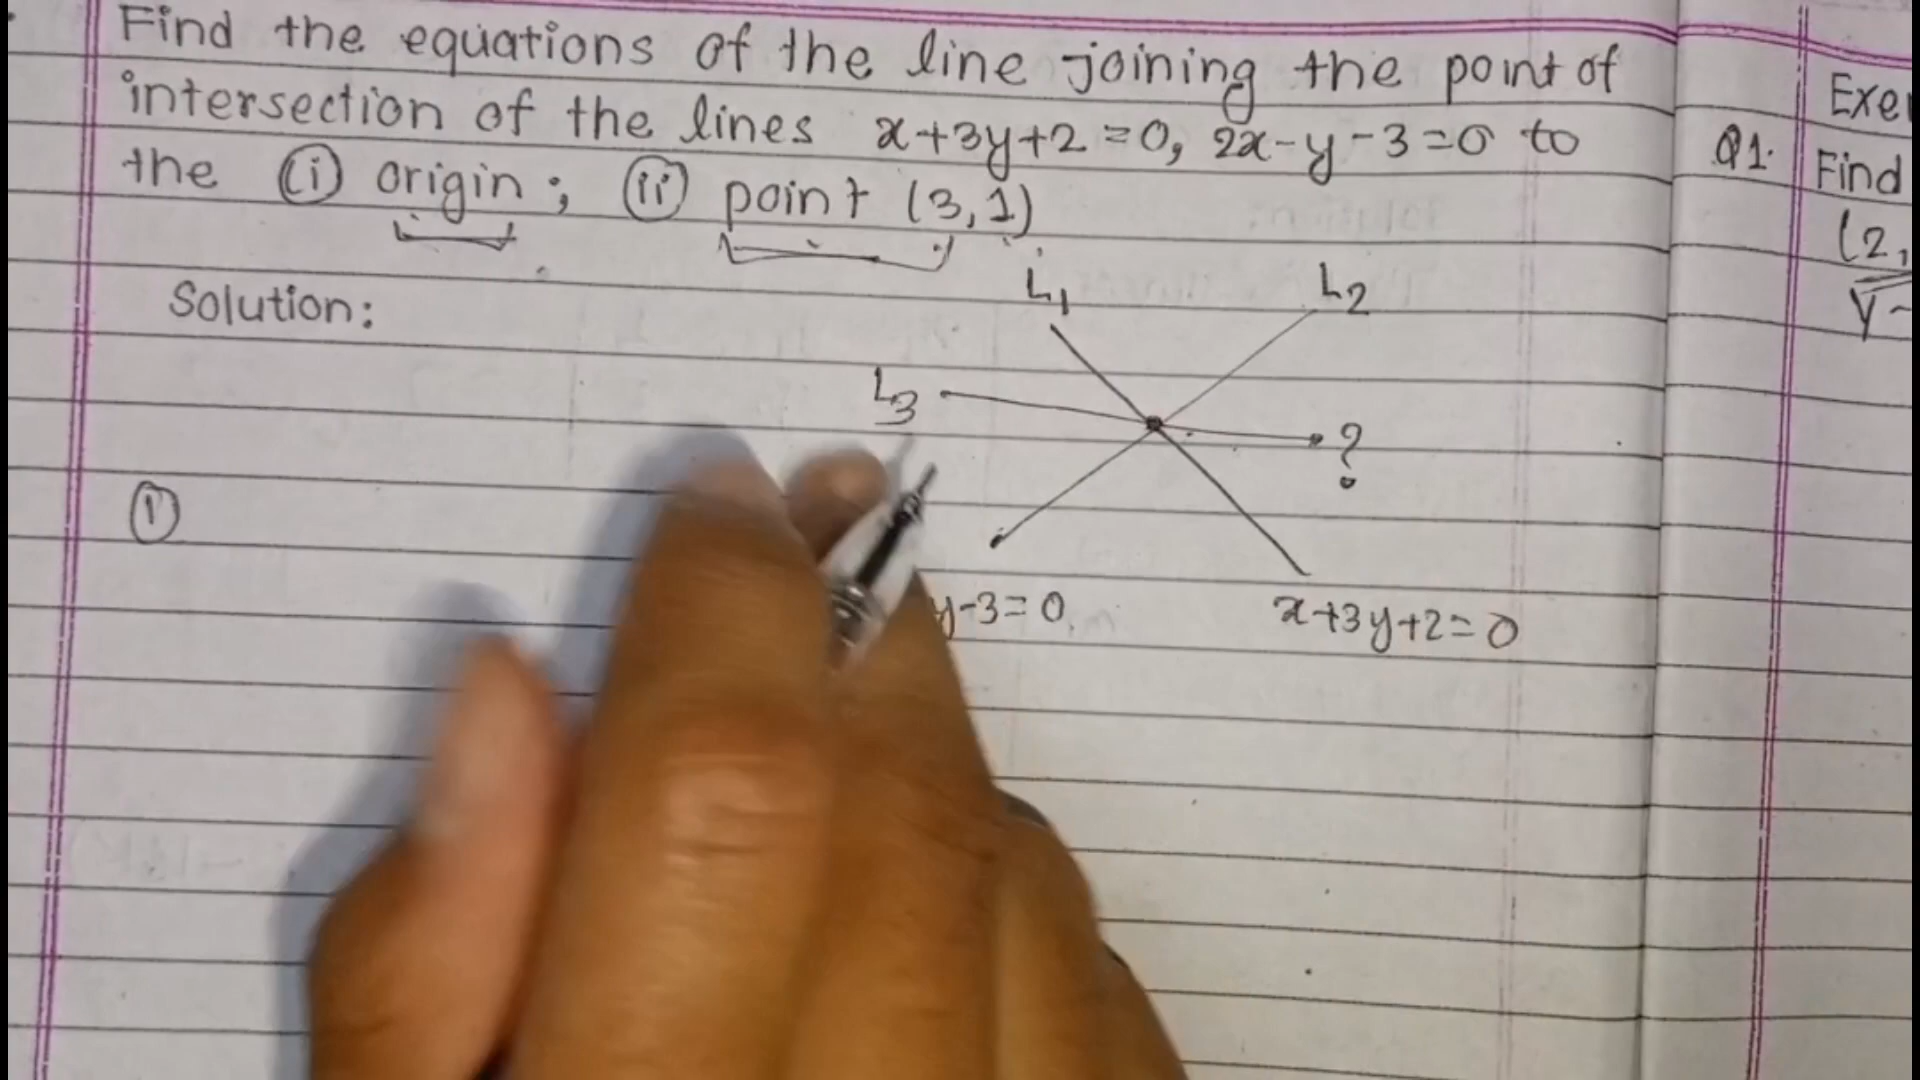 Find the equations of the line joining the point of
intersection of the lines x+3y+2=0, 2x-y-3=0 to
the (i) origin; (ii) point (3,1)
Solution:
L1
L2
L3
?
(i)
y-3=0
x+3y+2=0
Q1.
Find
(2,